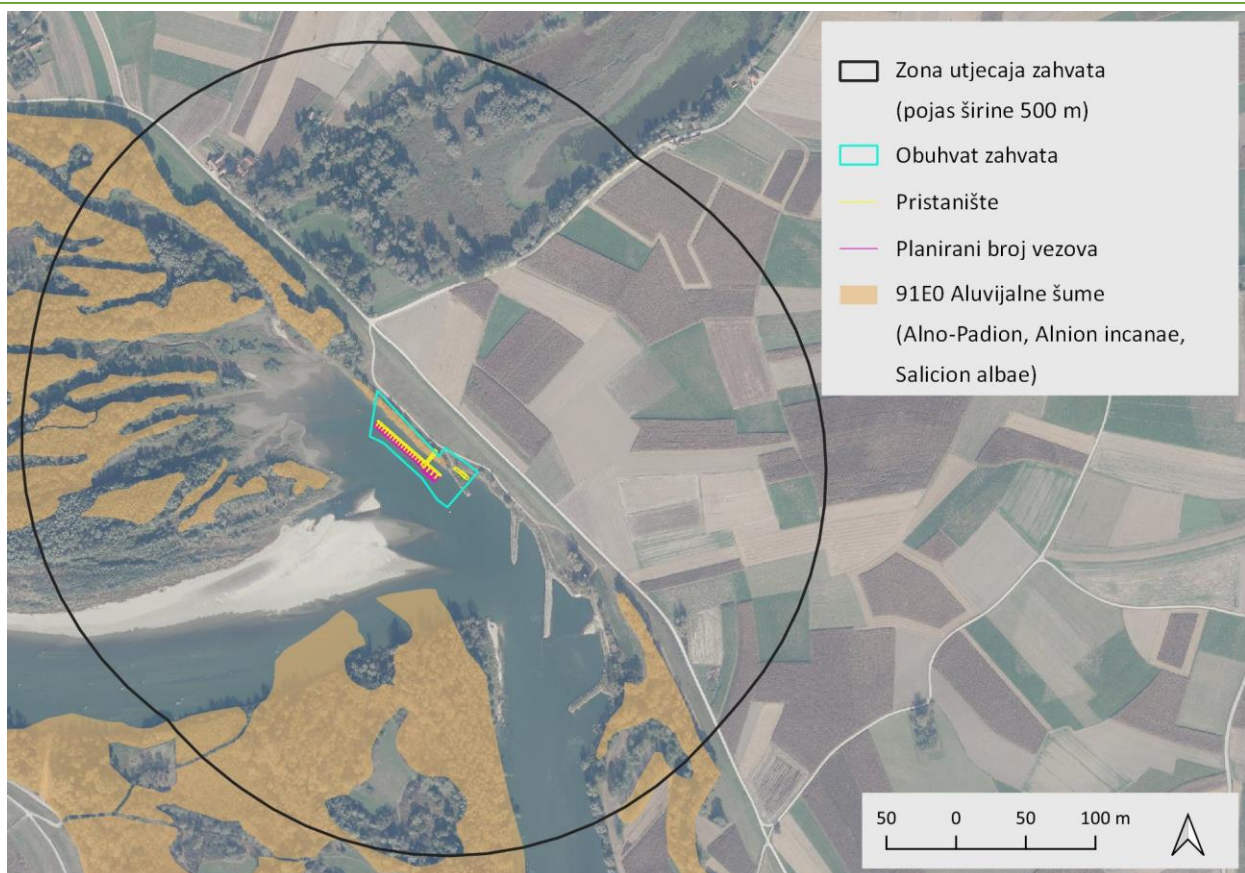 Zona utjecaja zahvata
(pojas širine 500 m)
Obuhvat zahvata
Pristanište
Planirani broj vezova
91E0 Aluvijalne šume
(Alno-Padion, Alnion incanae,
Salicion albae)
50 0 50 100 m